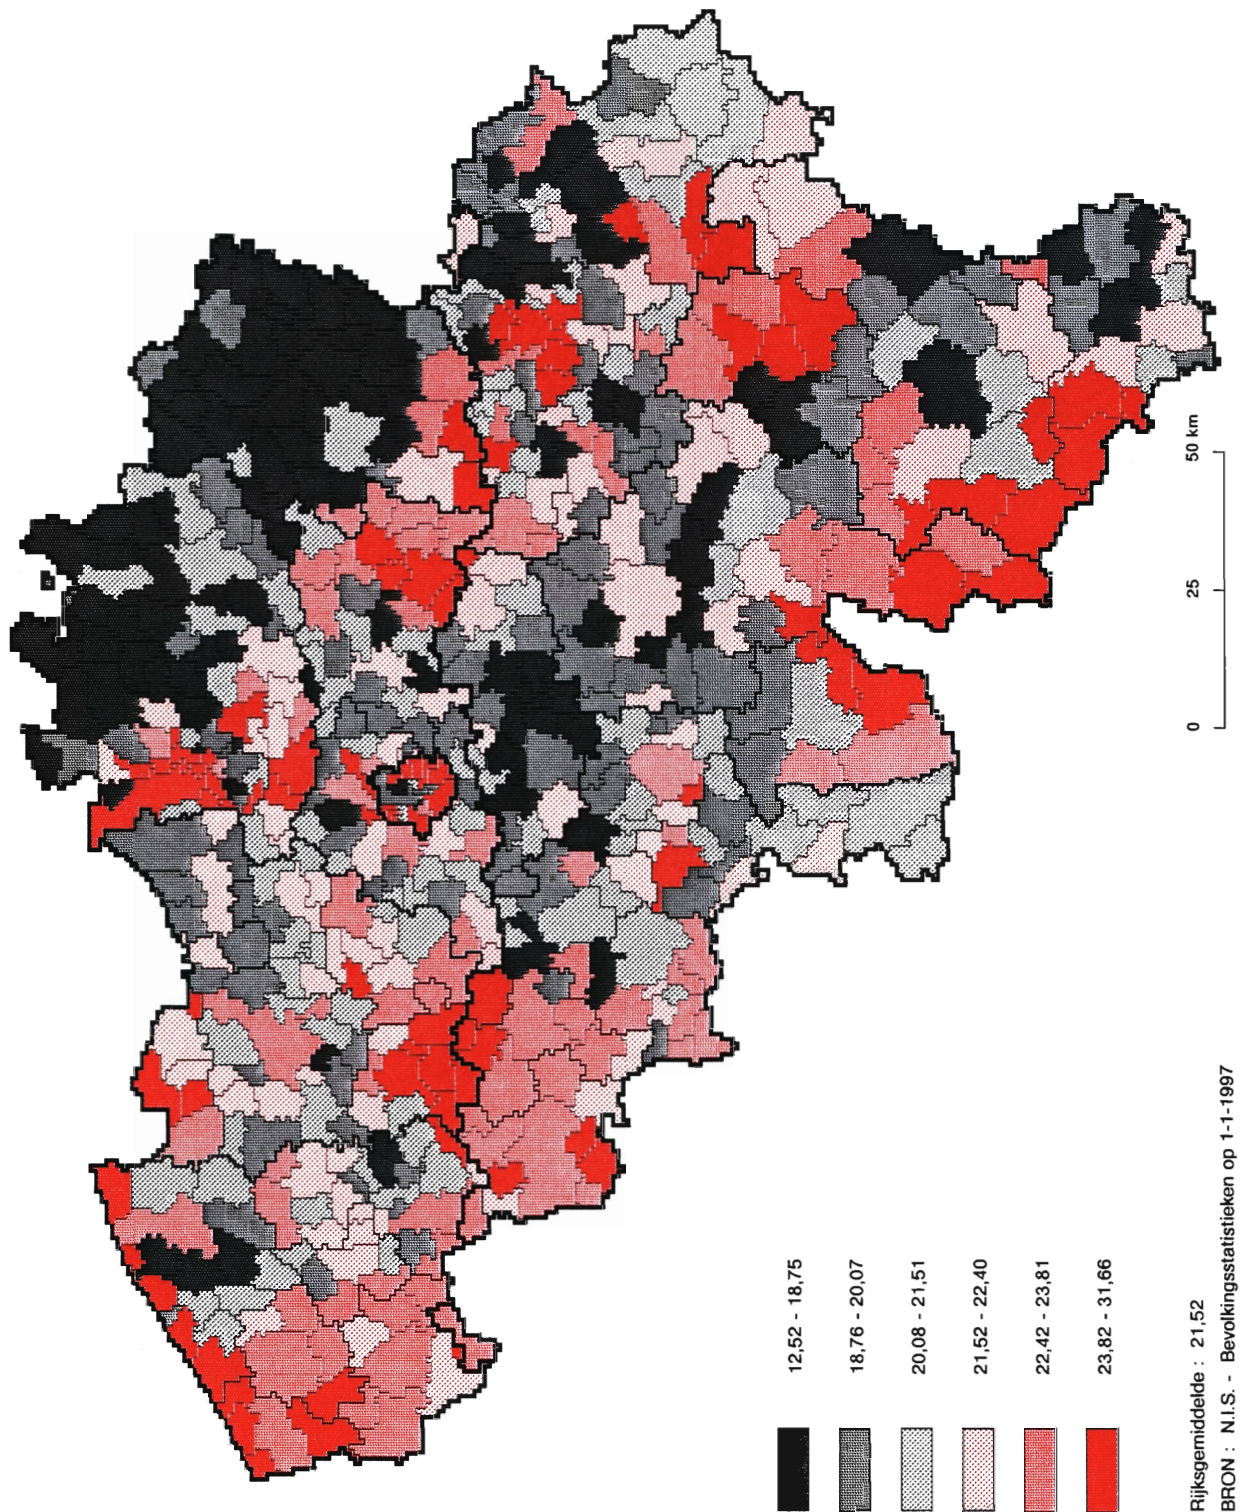 12,52 - 18,75
18,76 - 20,07
20,08 - 21,51
21,52 - 22,40
22,42 - 23,81
23,82 - 31,66
Rijksgemiddelde : 21,52
BRON : N.I.S. - Bevolkingsstatistieken op 1-1-1997
0 25 50 km